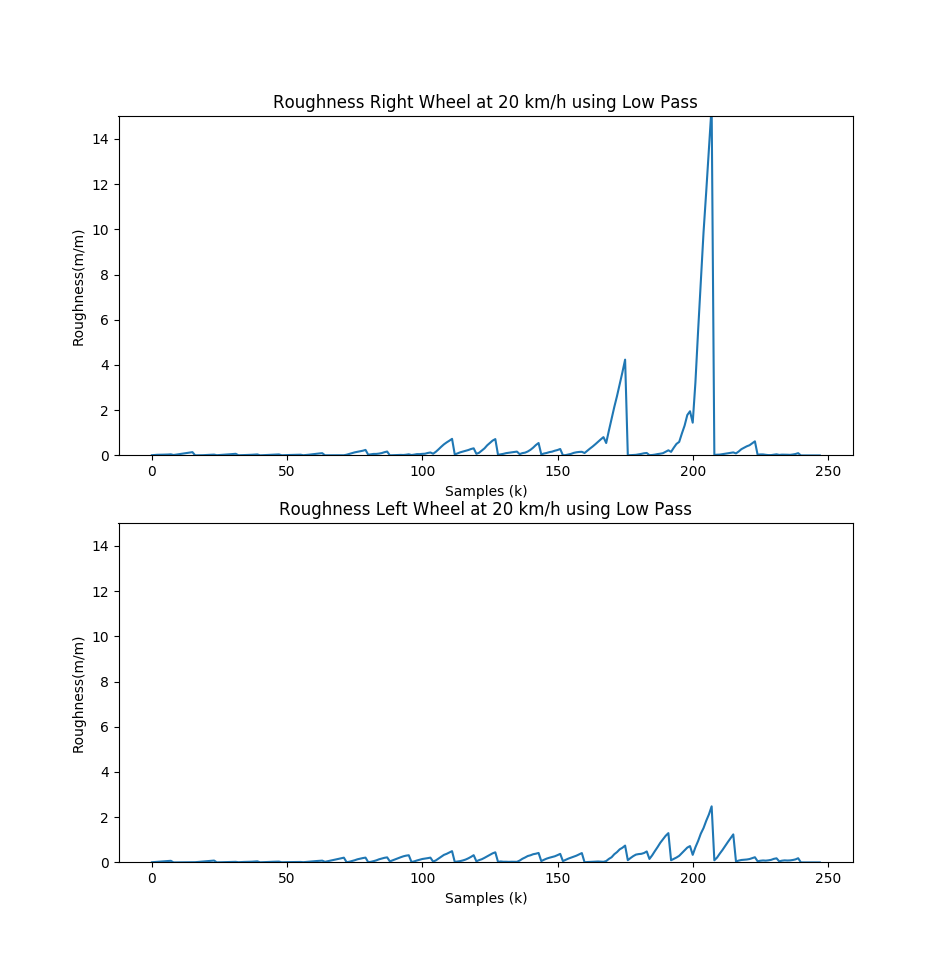 Roughness Right Wheel at 20 km/h using Low Pass
14
12
10
8
6
4
2
0
Roughness(m/m)
0 50 100 150 200 250
Samples (k)
Roughness Left Wheel at 20 km/h using Low Pass
14
12
10
8
6
4
2
0
Roughness(m/m)
0 50 100 150 200 250
Samples (k)